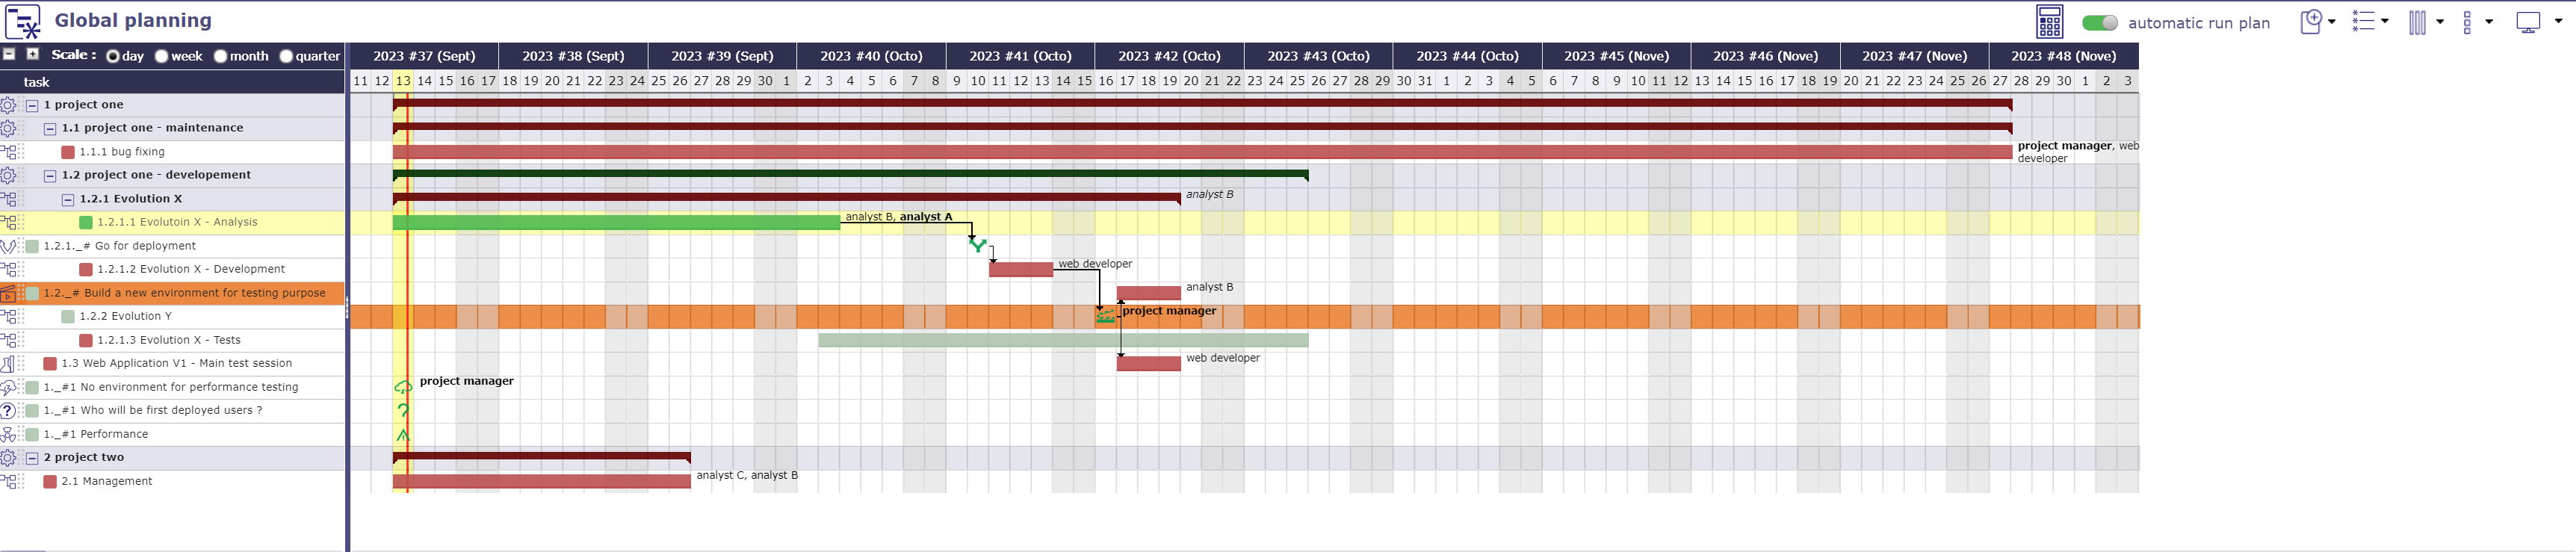 Global planning
automatic run plan
Scale : day week month quarter
2023 #37 (Sept) 2023 #38 (Sept) 2023 #39 (Sept) 2023 #40 (Octo) 2023 #41 (Octo) 2023 #42 (Octo) 2023 #43 (Octo) 2023 #44 (Octo) 2023 #45 (Nove) 2023 #46 (Nove) 2023 #47 (Nove) 2023 #48 (Nove)
task
11 12 13 14 15 16 17 18 19 20 21 22 23 24 25 26 27 28 29 30 1 2 3 4 5 6 7 8 9 10 11 12 13 14 15 16 17 18 19 20 21 22 23 24 25 26 27 28 29 30 31 1 2 3 4 5 6 7 8 9 10 11 12 13 14 15 16 17 18 19 20 21 22 23 24 25 26 27 28 29 30 1 2 3
1 project one
1.1 project one - maintenance
1.1.1 bug fixing
project manager, web
developer
1.2 project one - developement
1.2.1 Evolution X
analyst B
1.2.1.1 Evolutoin X - Analysis
analyst B, analyst A
1.2.1._# Go for deployment
1.2.1.2 Evolution X - Development
web developer
1.2._# Build a new environment for testing purpose
analyst B
1.2.2 Evolution Y
project manager
1.2.1.3 Evolution X - Tests
1.3 Web Application V1 - Main test session
web developer
1._#1 No environment for performance testing
project manager
1._#1 Who will be first deployed users ?
1._#1 Performance
2 project two
2.1 Management
analyst C, analyst B